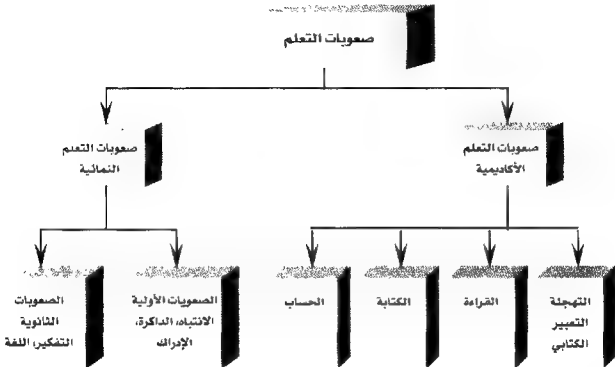 صعوبات التعلم
صعوبات التعلم
الأكاديمية
صعوبات التعلم
النمائية
التهجئة
التعبير
الكتابي
القراءة
الكتابة
الحساب
الصعوبات الأولية
الانتباه، الذاكرة،
الإدراك
الصعوبات
الثانوية
التفكير، اللغة